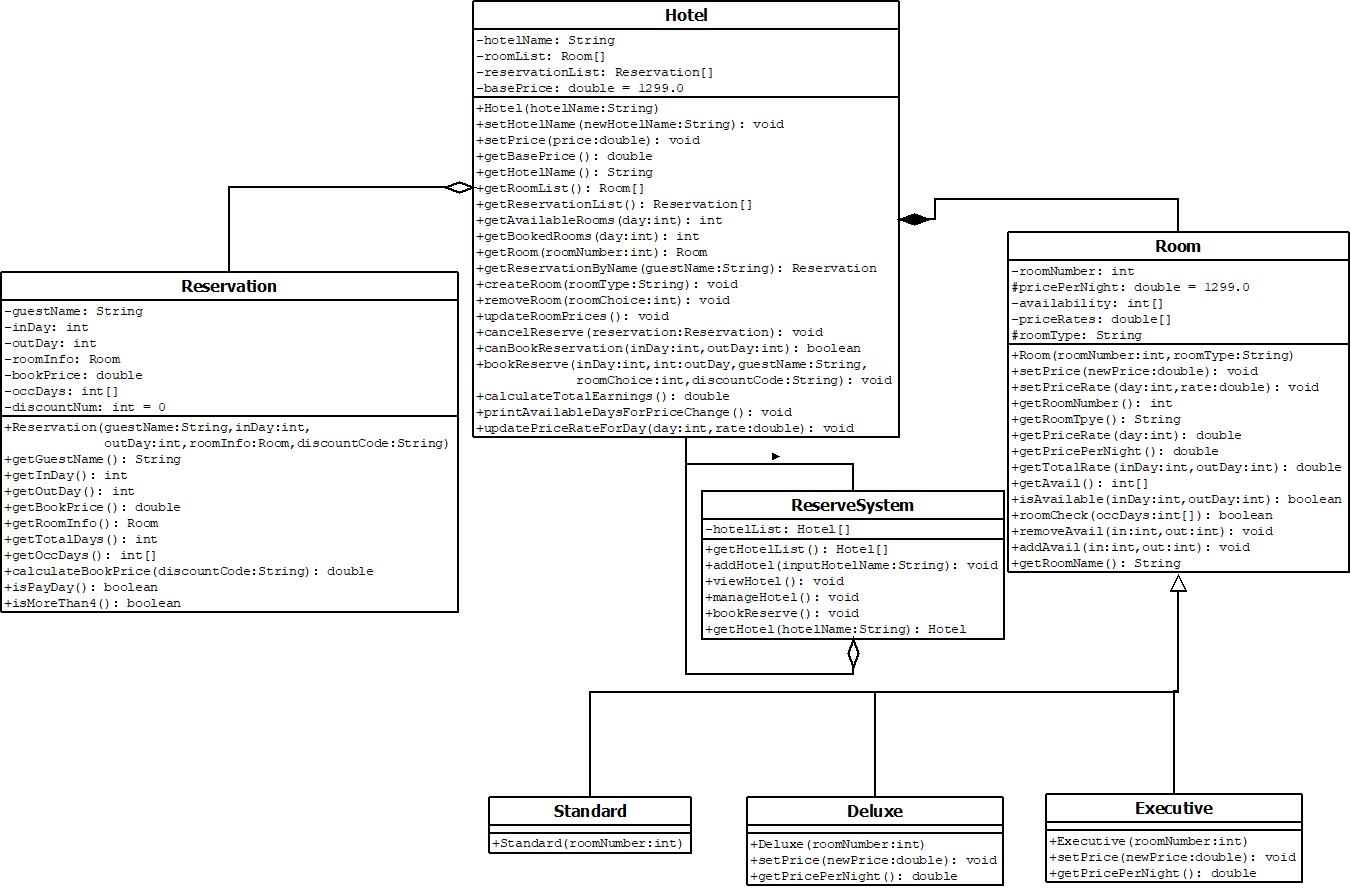 Hotel
-hotelName: String
-roomList: Room[]
-reservationList: Reservation[]
-basePrice: double = 1299.0
+Hotel(hotelName:String)
+setHotelName(newHotelName:String): void
+setPrice(price:double): void
+getBasePrice(): double
+getHotelName(): String
+getRoomList(): Room[]
+getReservationList(): Reservation[]
+getAvailableRooms(day:int): int
+getBookedRooms(day:int): int
+getRoom(roomNumber:int): Room
+getReservationByName(guestName:String): Reservation
+createRoom(roomType:String): void
+removeRoom(roomChoice:int): void
+updateRoomPrices(): void
+cancelReserve(reservation:Reservation): void
+canBookReservation(inDay:int,outDay:int): boolean
+bookReserve(inDay:int,int:outDay,guestName:String,
roomChoice:int,discountCode:String): void
+calculateTotalEarnings(): double
+printAvailableDaysForPriceChange(): void
+updatePriceRateForDay(day:int,rate:double): void
Reservation
-guestName: String
-inDay: int
-outDay: int
-roomInfo: Room
-bookPrice: double
-occDays: int[]
-discountNum: int = 0
+Reservation(guestName:String,inDay:int,
outDay:int,roomInfo:Room,discountCode:String)
+getGuestName(): String
+getInDay(): int
+getOutDay(): int
+getBookPrice(): double
+getRoomInfo(): Room
+getTotalDays(): int
+getOccDays(): int[]
+calculateBookPrice(discountCode:String): double
+isPayDay(): boolean
+isMoreThan4(): boolean
Room
-roomNumber: int
#pricePerNight: double = 1299.0
-availability: int[]
-priceRates: double[]
#roomType: String
+Room(roomNumber:int,roomType:String)
+setPrice(newPrice:double): void
+setPriceRate(day:int,rate:double): void
+getRoomNumber(): int
+getRoomTpye(): String
+getPriceRate(day:int): double
+getPricePerNight(): double
+getTotalRate(inDay:int,outDay:int): double
+getAvail(): int[]
+isAvailable(inDay:int,outDay:int): boolean
+roomCheck(occDays:int[]): boolean
+removeAvail(in:int,out:int): void
+addAvail(in:int,out:int): void
+getRoomName(): String
ReserveSystem
-hotelList: Hotel[]
+getHotelList(): Hotel[]
+addHotel(inputHotelName:String): void
+viewHotel(): void
+manageHotel(): void
+bookReserve(): void
+getHotel(hotelName:String): Hotel
Standard
+Standard(roomNumber:int)
Deluxe
+Deluxe(roomNumber:int)
+setPrice(newPrice:double): void
+getPricePerNight(): double
Executive
+Executive(roomNumber:int)
+setPrice(newPrice:double): void
+getPricePerNight(): double